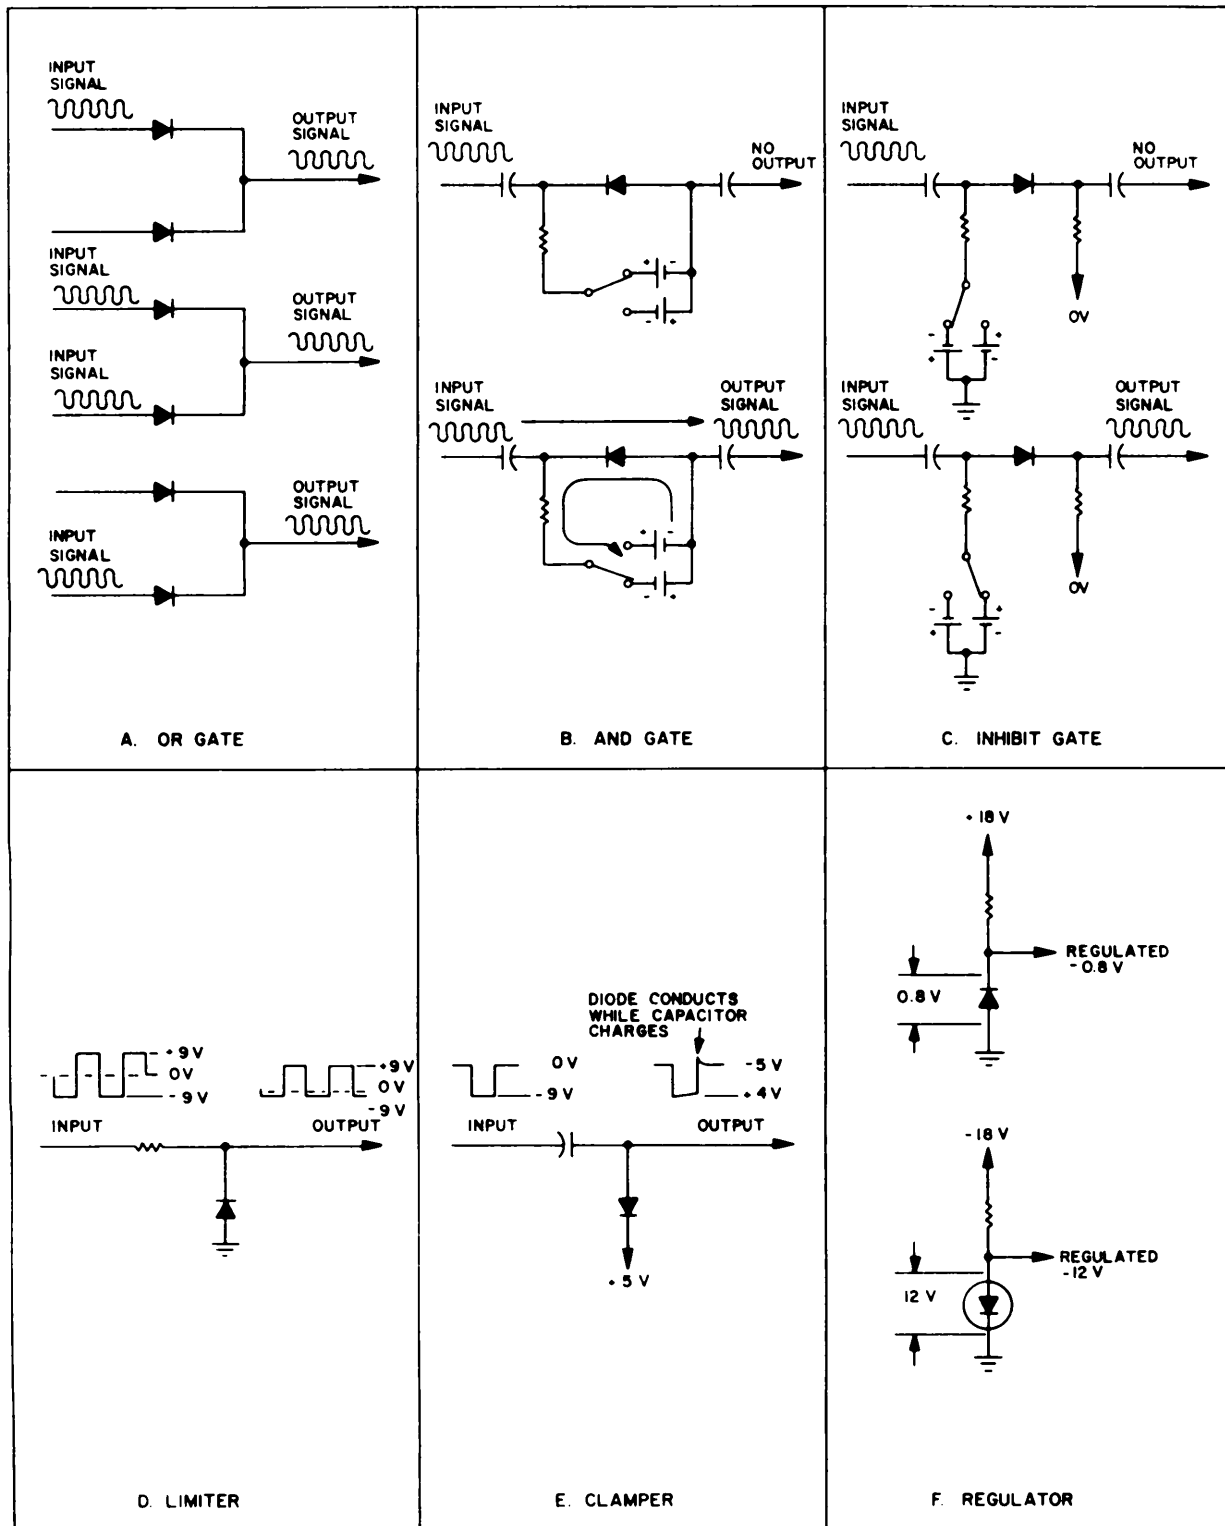 INPUT
SIGNAL
OUTPUT
SIGNAL
INPUT
SIGNAL
OUTPUT
SIGNAL
INPUT
SIGNAL
OUTPUT
SIGNAL
INPUT
SIGNAL
A. OR GATE
INPUT
SIGNAL
NO
OUTPUT
+ -
- +
INPUT
SIGNAL
OUTPUT
SIGNAL
+ -
- +
B. AND GATE
INPUT
SIGNAL
NO
OUTPUT
0V
- +
+ -
INPUT
SIGNAL
OUTPUT
SIGNAL
0V
- +
+ -
C. INHIBIT GATE
+9V
0V
-9V
+9V
0V
-9V
INPUT
OUTPUT
D. LIMITER
DIODE CONDUCTS
WHILE CAPACITOR
CHARGES
0V
-9V
-5V
+4V
INPUT
OUTPUT
+5V
E. CLAMPER
+18V
REGULATED
-0.8V
0.8V
-18V
REGULATED
-12V
12V
F. REGULATOR